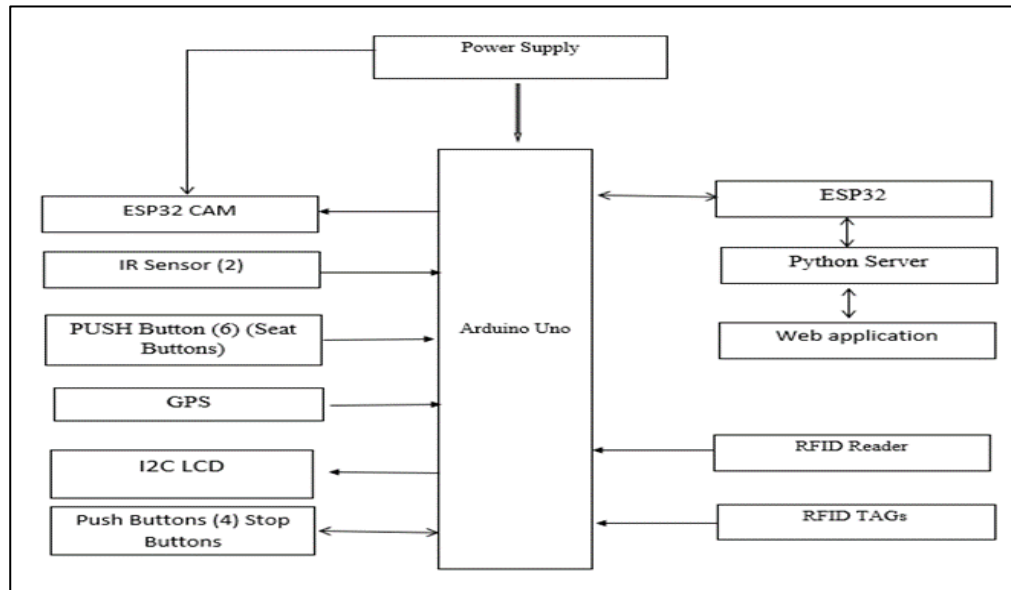 Power Supply
ESP32 CAM
IR Sensor (2)
PUSH Button (6) (Seat
Buttons)
GPS
I2C LCD
Push Buttons (4) Stop
Buttons
Arduino Uno
ESP32
Python Server
Web application
RFID Reader
RFID TAGs